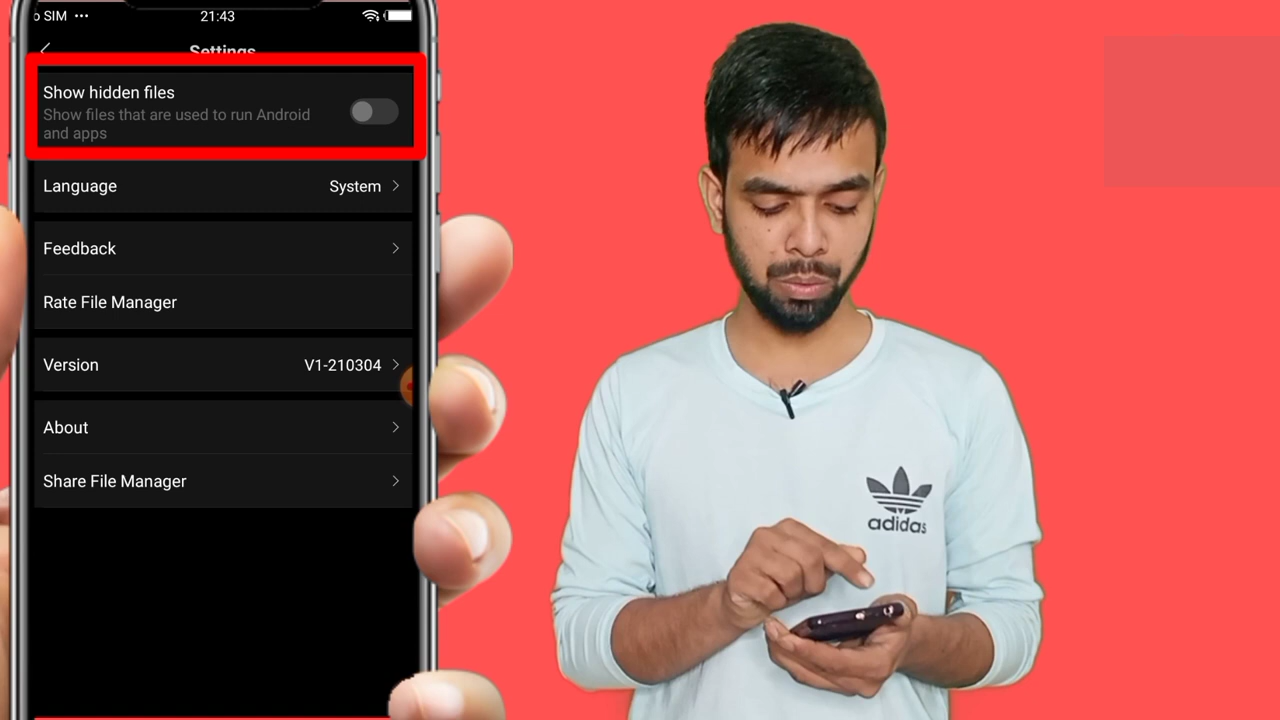 SIM ••• 21:43
Settings
Show hidden files
Show files that are used to run Android
and apps
Language System
Feedback
Rate File Manager
Version V1-210304
About
Share File Manager
adidas